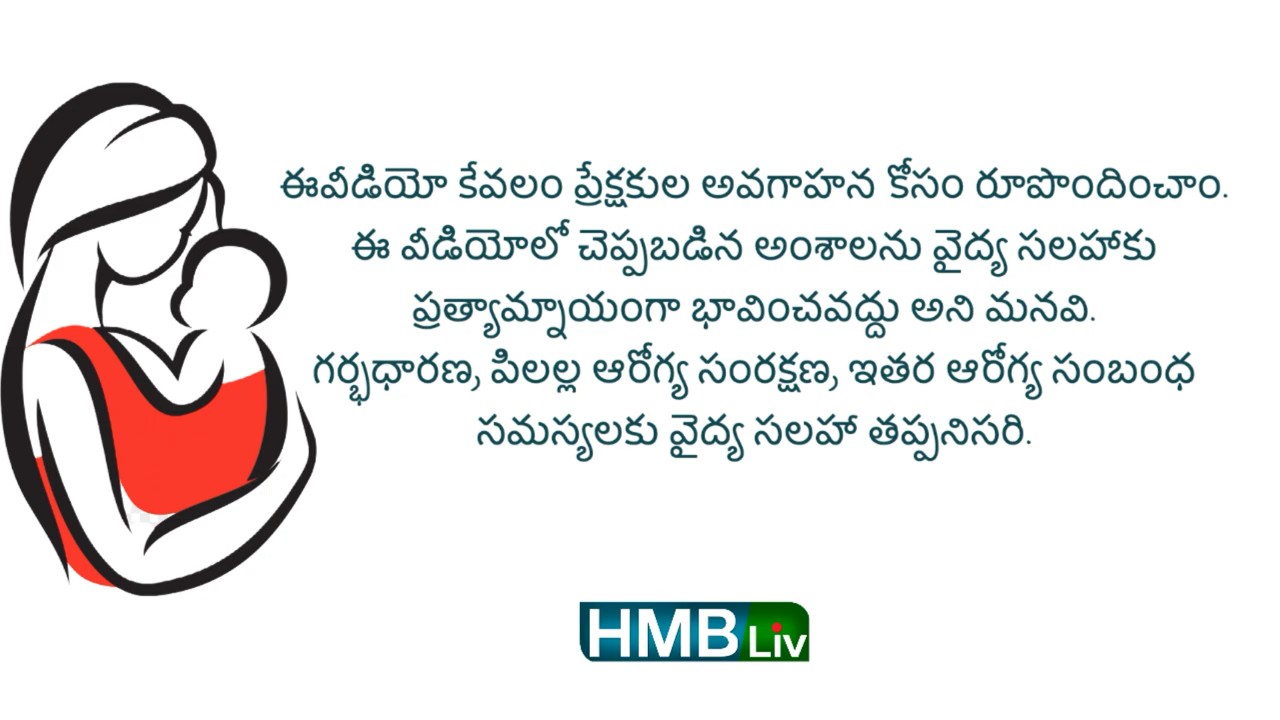 ఈవీడియో కేవలం ప్రేక్షకుల అవగాహన కోసం రూపొందించాం.
ఈ వీడియోలో చెప్పబడిన అంశాలను వైద్య సలహాకు
ప్రత్యామ్నాయంగా భావించవద్దు అని మనవి.
గర్భధారణ, పిలల్ల ఆరోగ్య సంరక్షణ, ఇతర ఆరోగ్య సంబంధ
సమస్యలకు వైద్య సలహా తప్పనిసరి.
HMB Liv